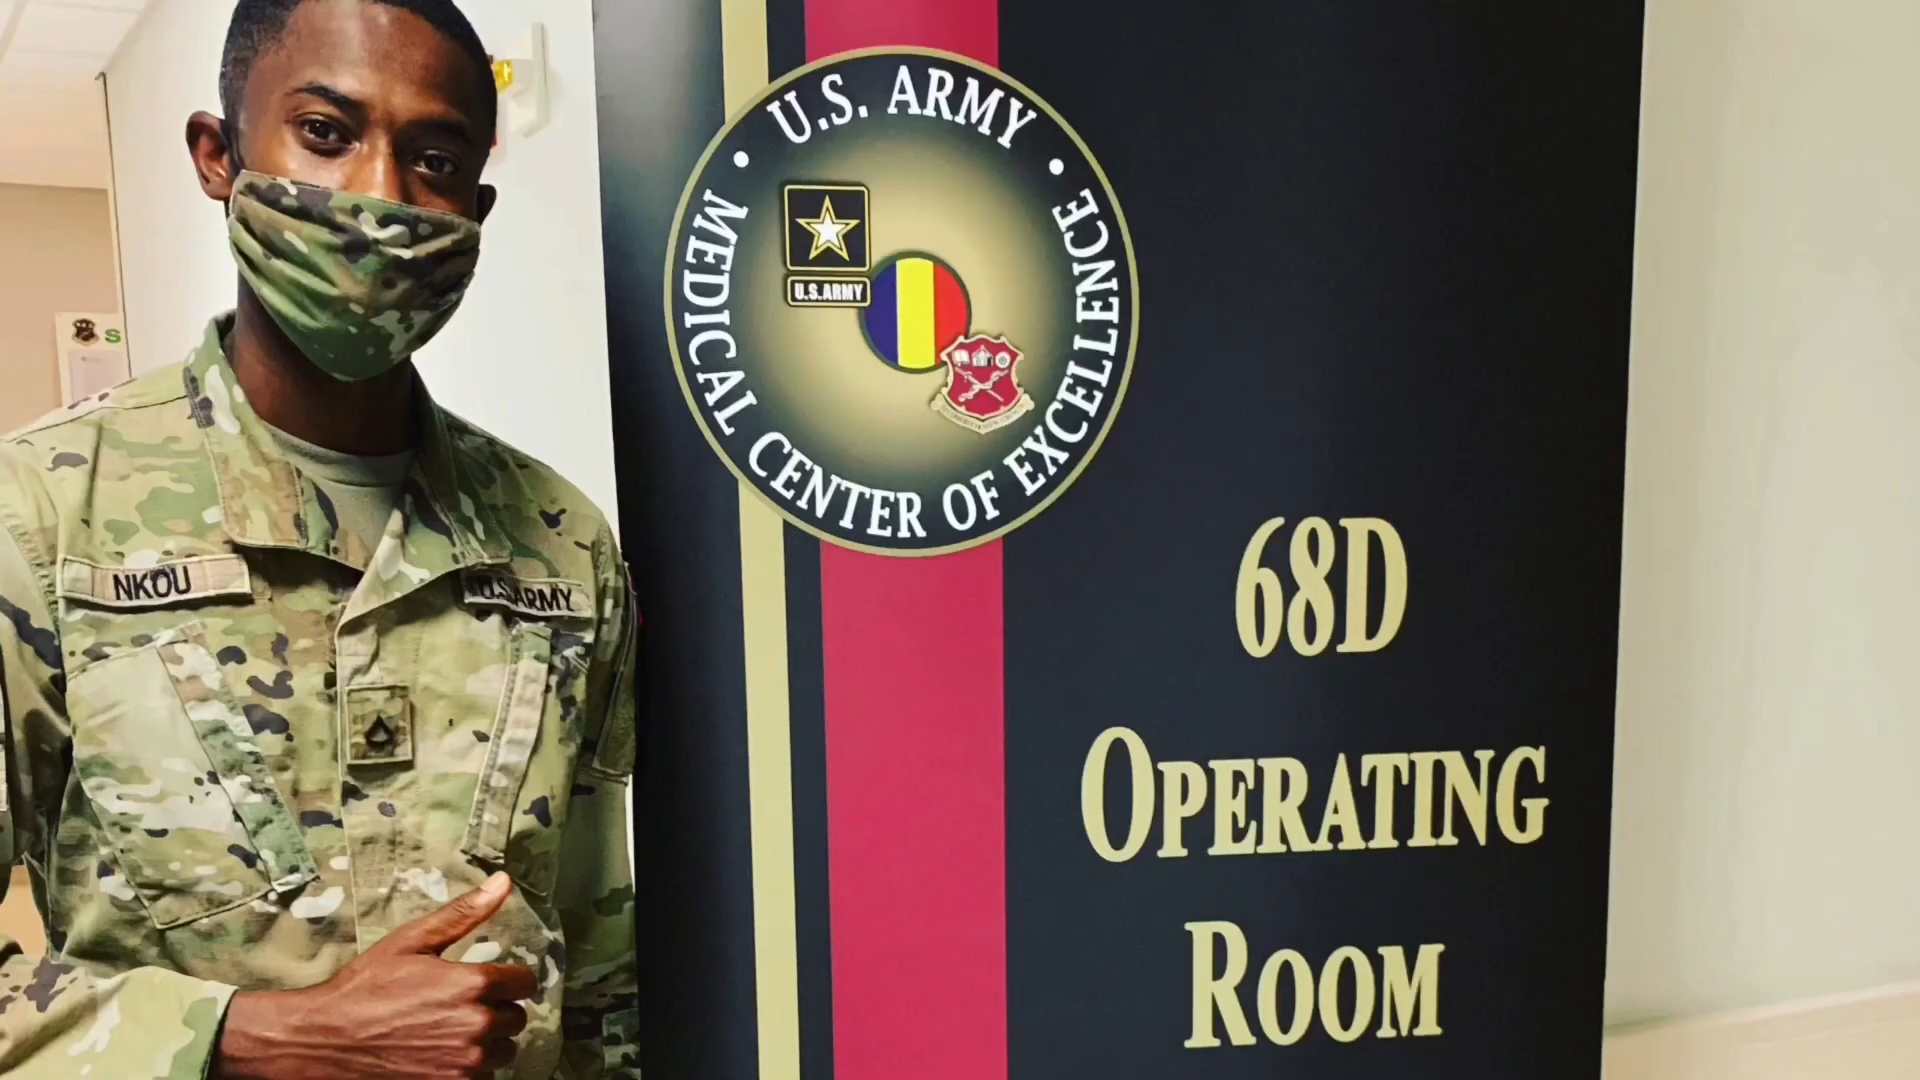 U.S. ARMY
MEDICAL CENTER OF EXCELLENCE
U.S.ARMY
S
NKOU
U.S. ARMY
68D
OPERATING
ROOM